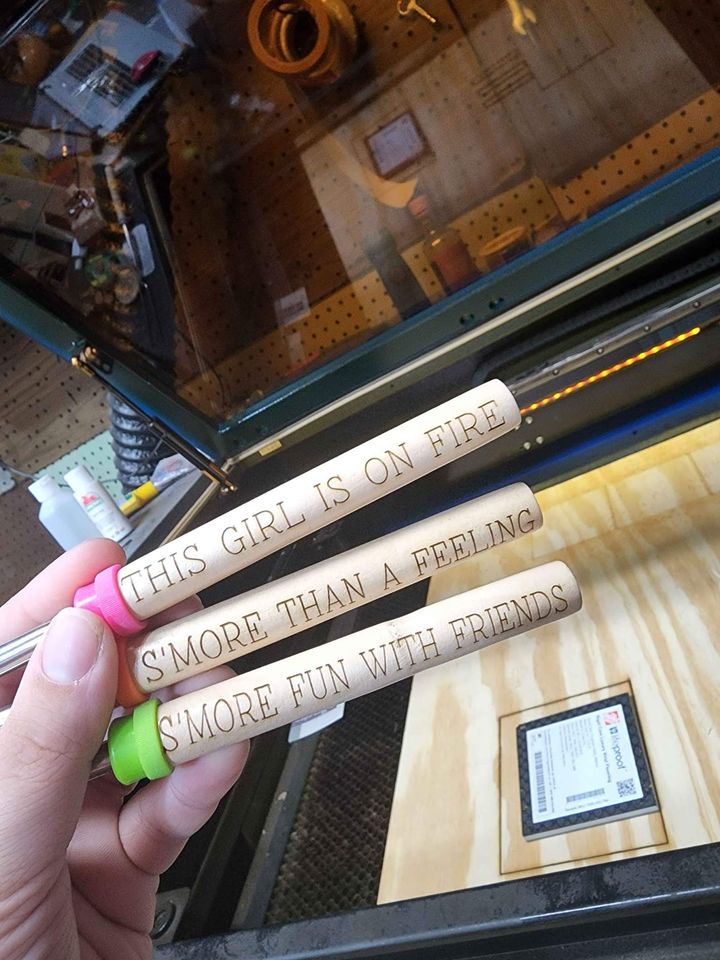 THIS GIRL IS ON FIRE
S'MORE THAN A FEELING
S'MORE FUN WITH FRIENDS